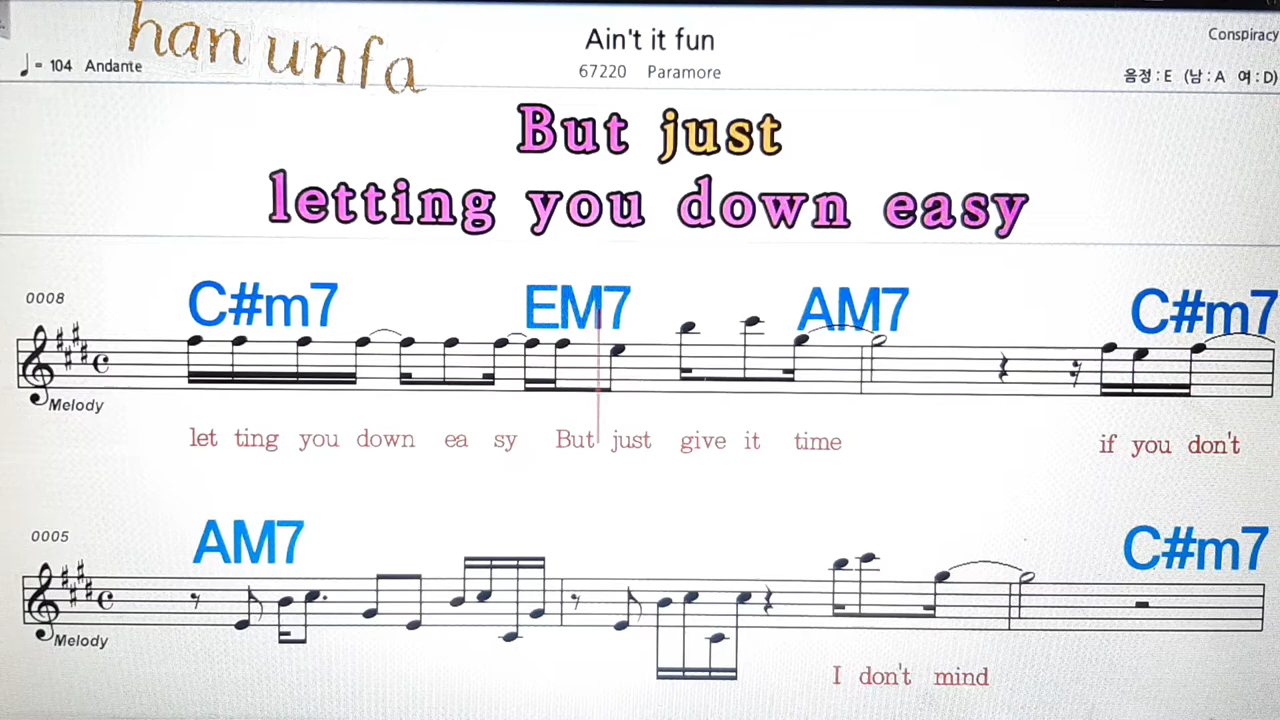 han unfa
Ain't it fun
Conspiracy
♩= 104 Andante
67220 Paramore
음정 : E (남 : A 여 : D)
But just
letting you down easy
0008
C#m7 EM7 AM7 C#m7
Melody
let ting you down ea sy But just give it time if you don't
0005
AM7 C#m7
Melody
I don't mind